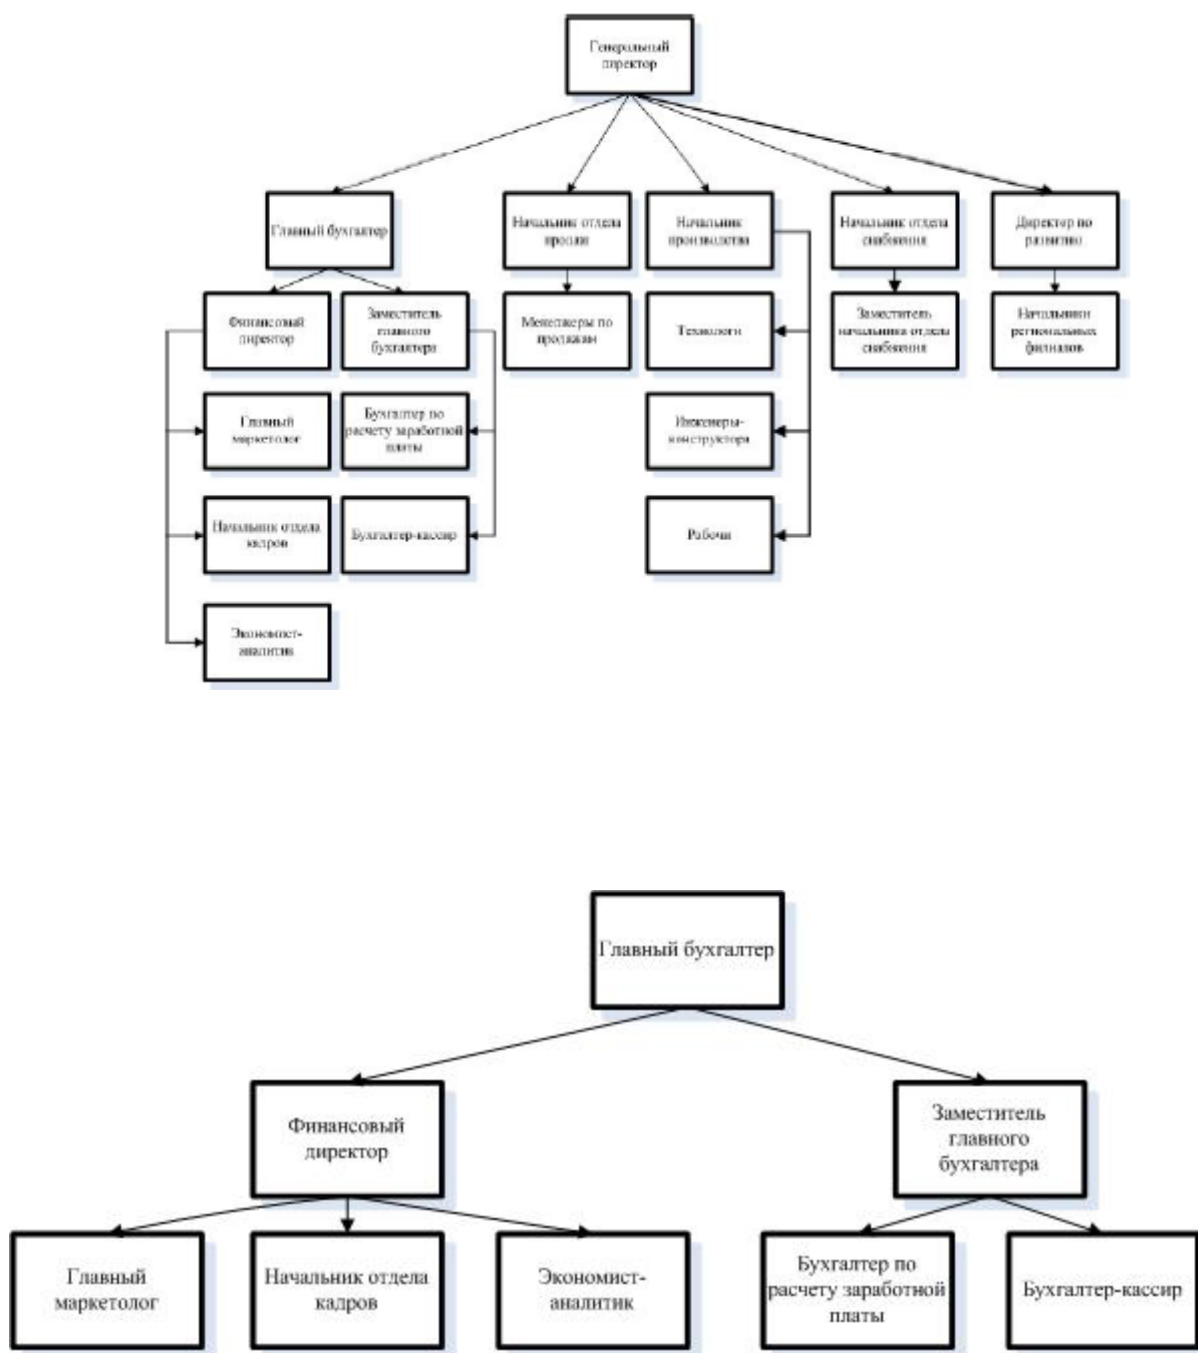 Генеральный
директор
Главный бухгалтер
Начальник отдела
продаж
Начальник
производства
Начальник отдела
снабжения
Директор по
развитию
Финансовый
директор
Заместитель
главного
бухгалтера
Менеджеры по
продажам
Технологи
Заместитель
начальника отдела
снабжения
Начальники
региональных
филиалов
Главный
маркетолог
Бухгалтер по
расчету заработной
платы
Инженеры-
конструктора
Начальник отдела
кадров
Бухгалтер-кассир
Рабочи
Экономист-
аналитик
Главный бухгалтер
Финансовый
директор
Заместитель
главного
бухгалтера
Главный
маркетолог
Начальник отдела
кадров
Экономист-
аналитик
Бухгалтер по
расчету заработной
платы
Бухгалтер-кассир